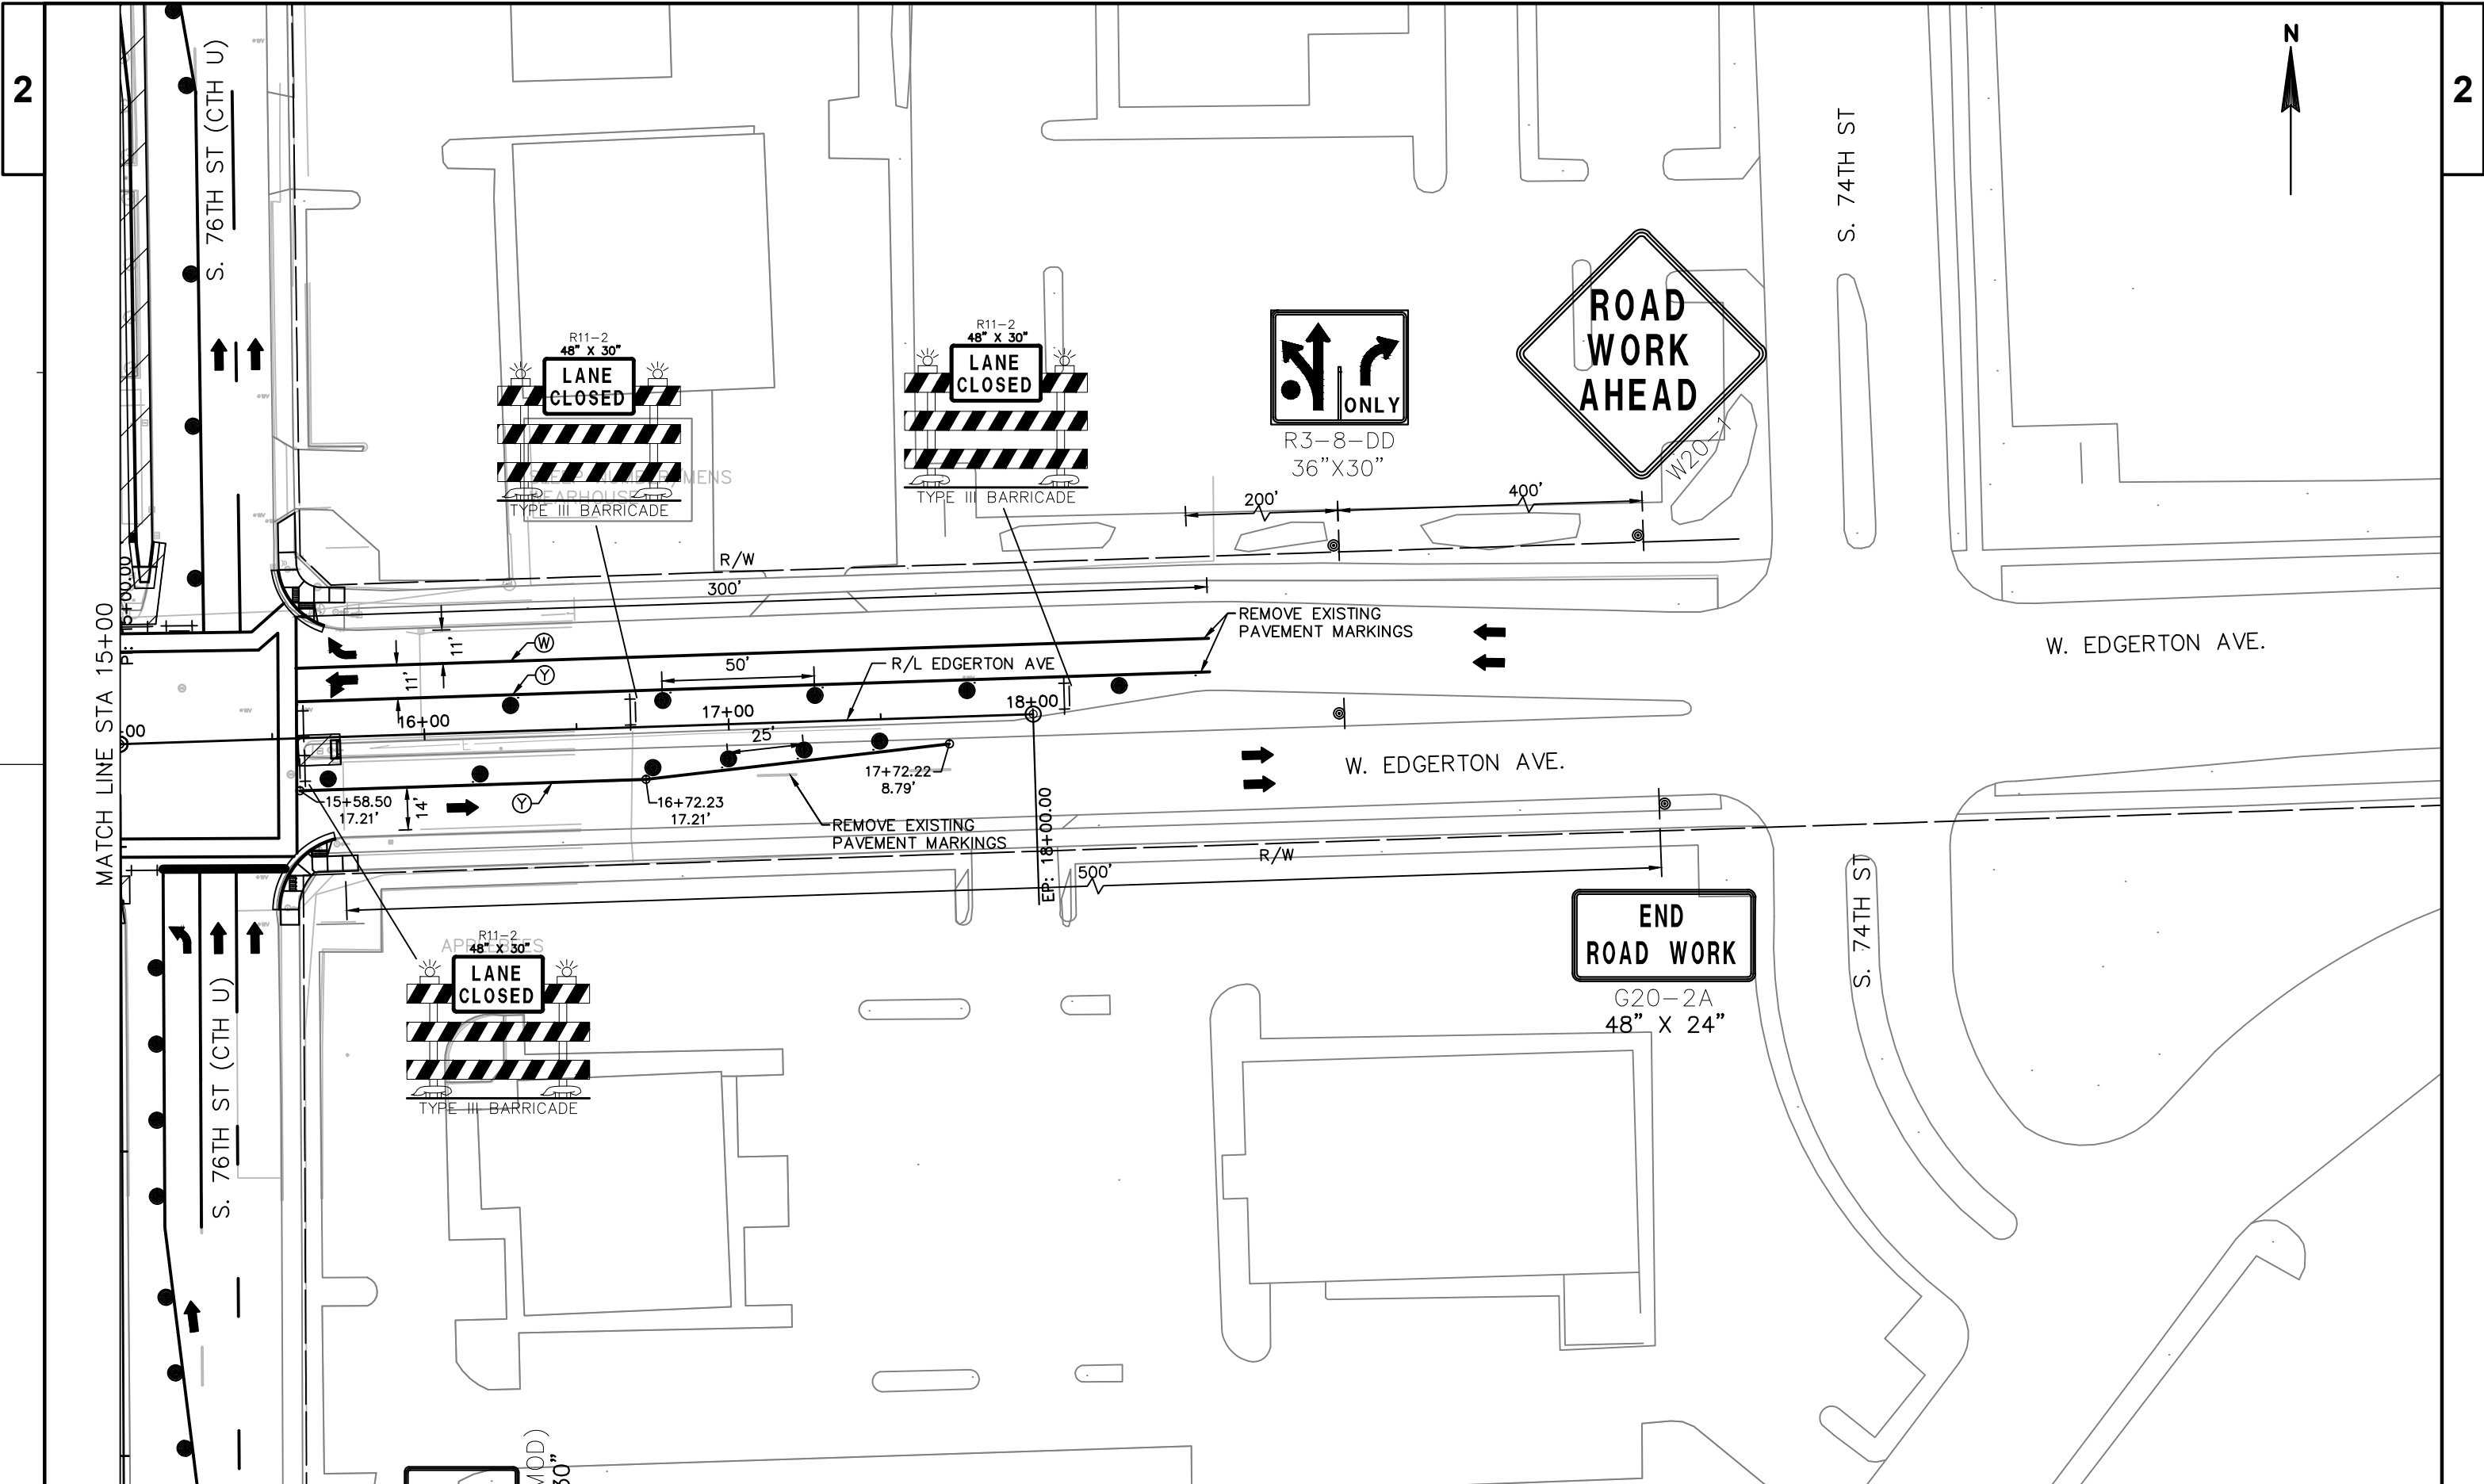 2
2
N
S. 76TH ST (CTH U)
S. 74TH ST
R11-2
48" X 30"
LANE
CLOSED
TYPE III BARRICADE
R11-2
48" X 30"
LANE
CLOSED
TYPE III BARRICADE
ONLY
R3-8-DD
36"X30"
ROAD
WORK
AHEAD
W20-7
200'
400'
R/W
300'
REMOVE EXISTING
PAVEMENT MARKINGS
W
Y
11'
11'
50'
R/L EDGERTON AVE
W. EDGERTON AVE.
MATCH LINE STA 15+00
16+00
17+00
18+00
25'
W. EDGERTON AVE.
15+58.50
17.21'
14'
Y
16+72.23
17.21'
17+72.22
8.79'
REMOVE EXISTING
PAVEMENT MARKINGS
EP: 18+00.00
R/W
500'
S. 74TH ST
END
ROAD WORK
G20-2A
48" X 24"
APPLEBEES
R11-2
48" X 30"
LANE
CLOSED
TYPE III BARRICADE
S. 76TH ST (CTH U)
MOD)
30"